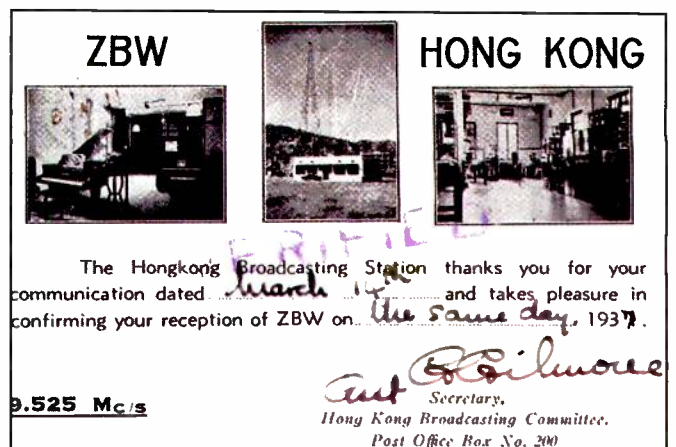 ZBW HONG KONG
VERIFIED
The Hongkong Broadcasting Station thanks you for your
communication dated March 14th and takes pleasure in
confirming your reception of ZBW on the same day, 1937.
Gilmore
9.525 Mc/s
Secretary,
Hong Kong Broadcasting Committee.
Post Office Box No. 200